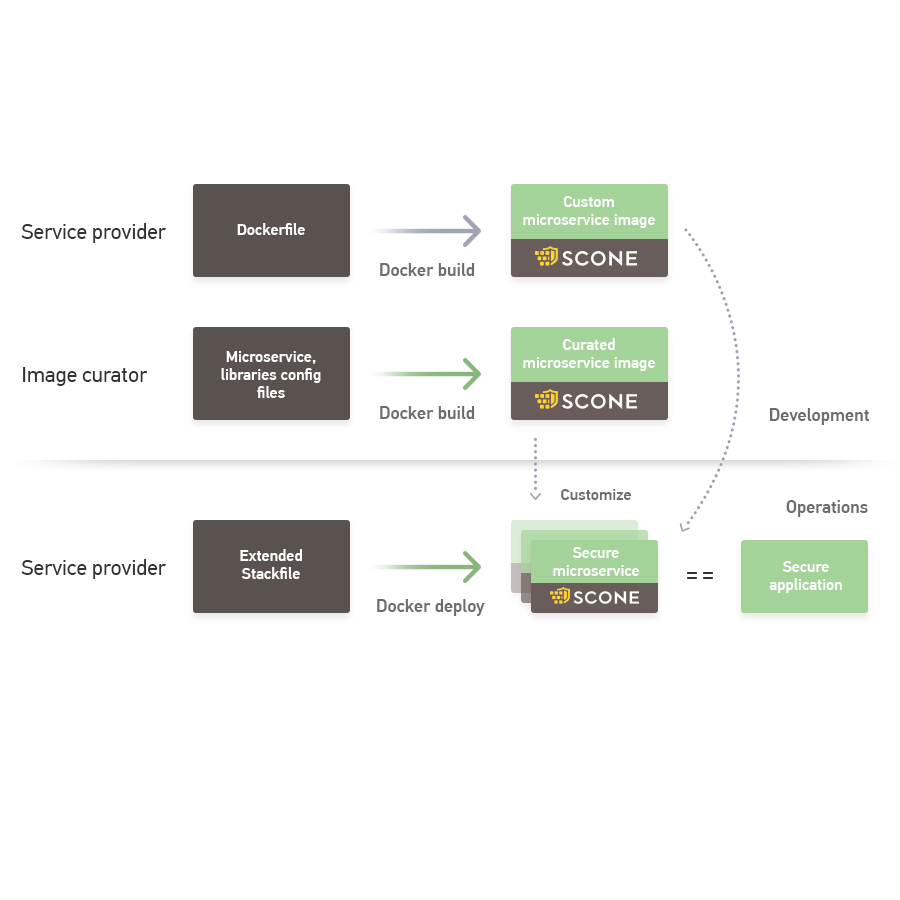 Service provider
Dockerfile
Docker build
Custom
microservice image
SCONE
Image curator
Microservice,
libraries config
files
Docker build
Curated
microservice image
SCONE
Development
Customize
Operations
Service provider
Extended
Stackfile
Docker deploy
Secure
microservice
SCONE
==
Secure
application